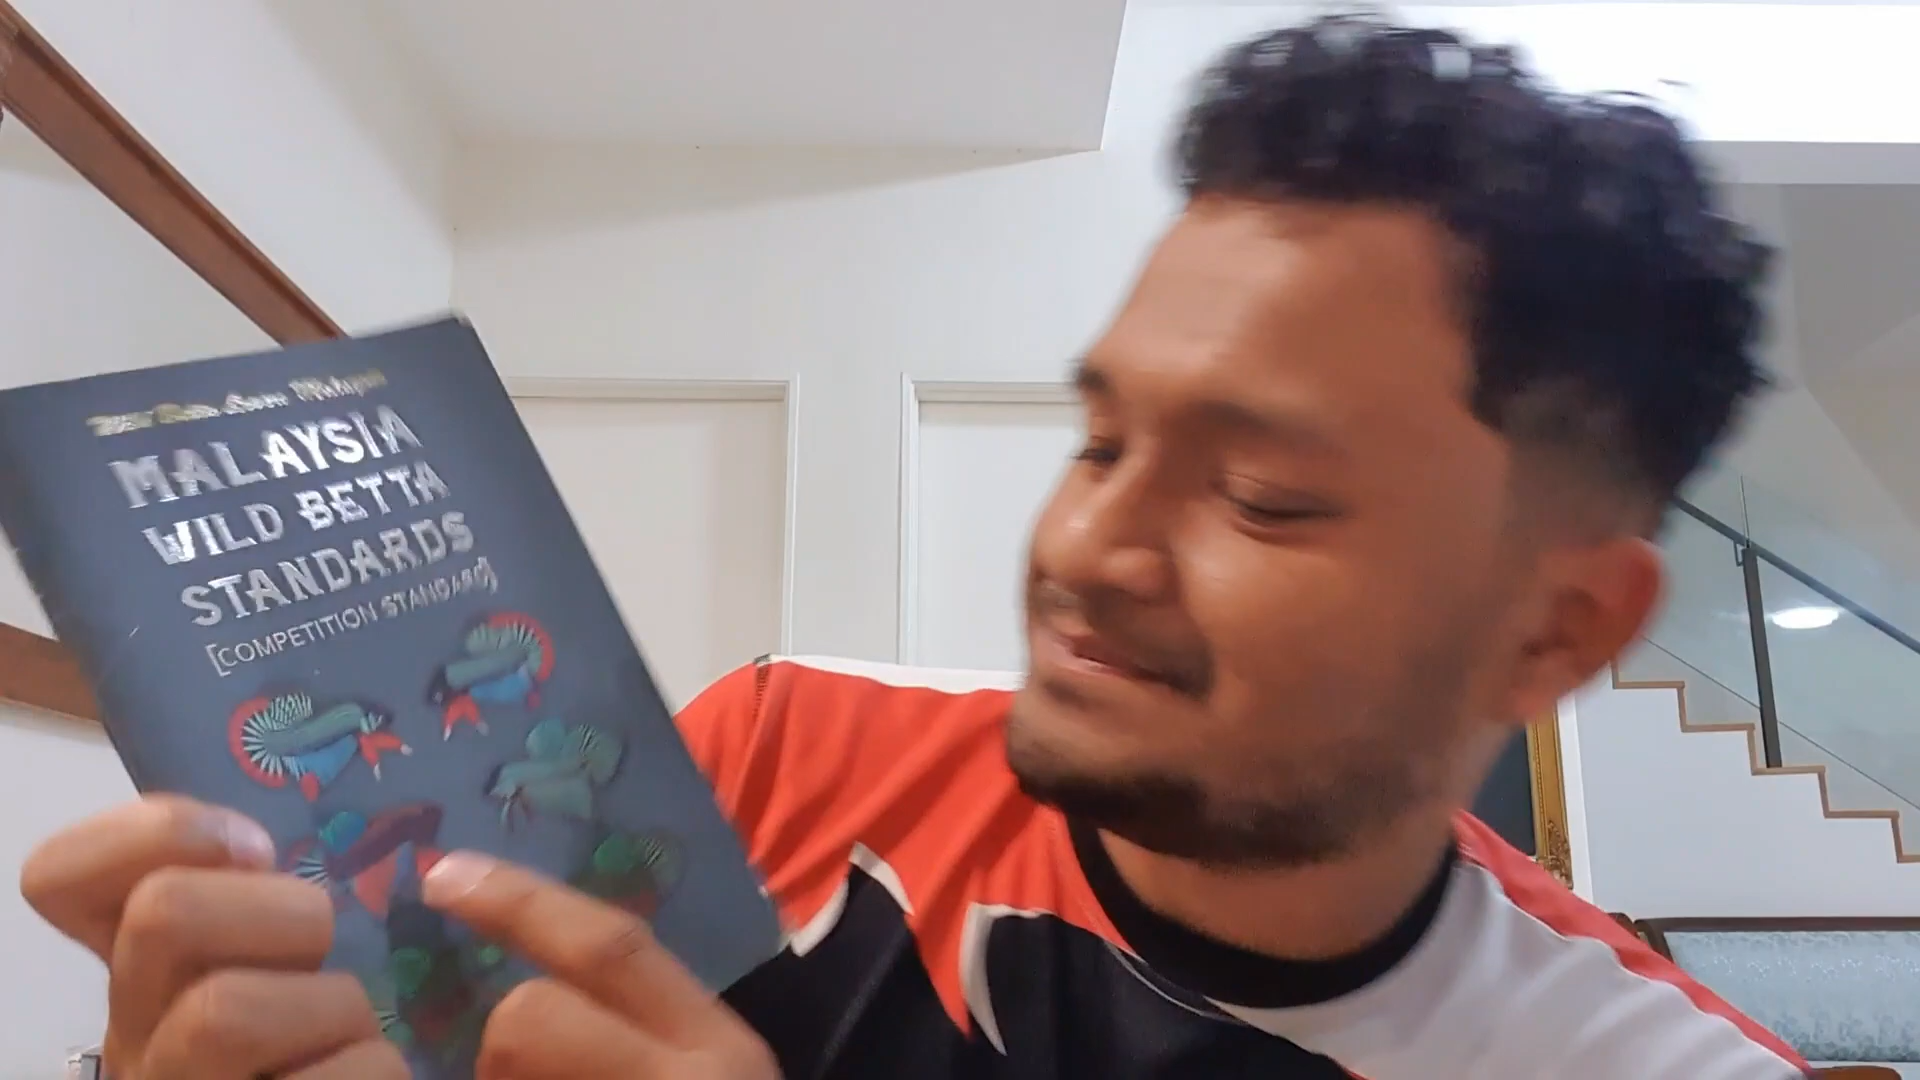 MALAYSIA
WILD BETTA
STANDARDS
[COMPETITION STANDARD]